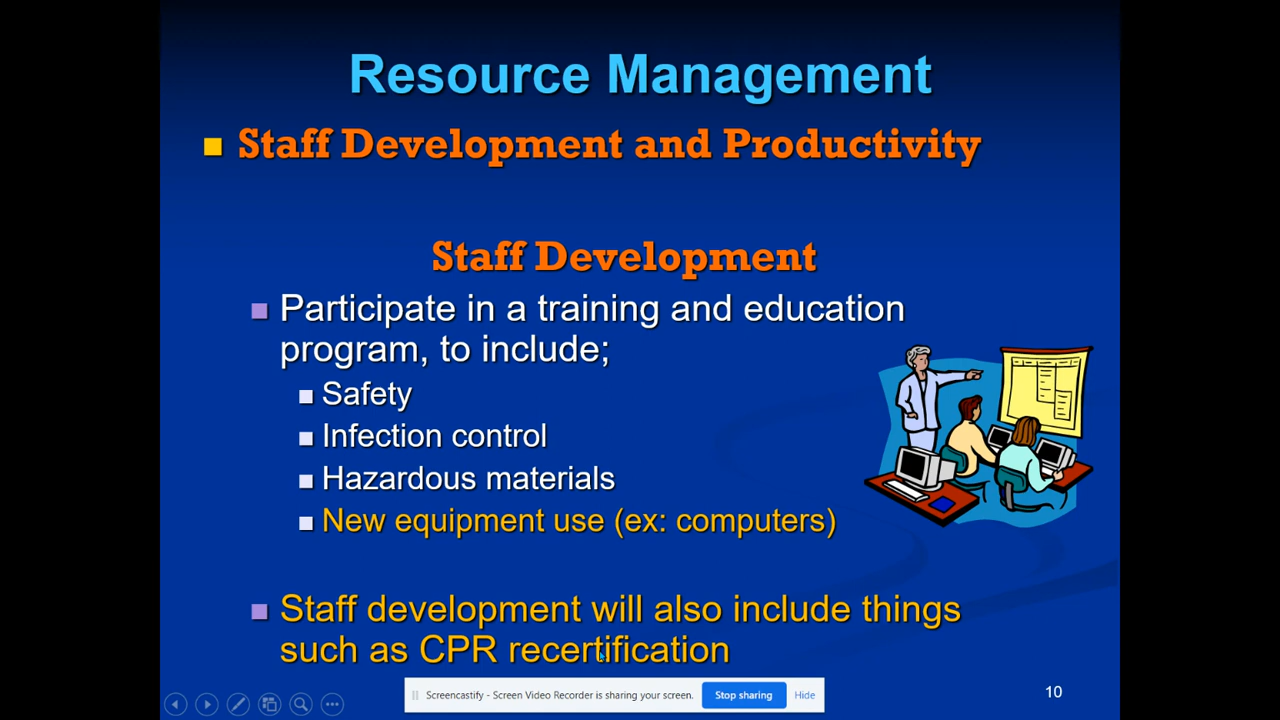 Resource Management
Staff Development and Productivity
Staff Development
Participate in a training and education
program, to include;
Safety
Infection control
Hazardous materials
New equipment use (ex: computers)
Staff development will also include things
such as CPR recertification
Screencastify - Screen Video Recorder is sharing your screen.
Stop sharing
Hide
10